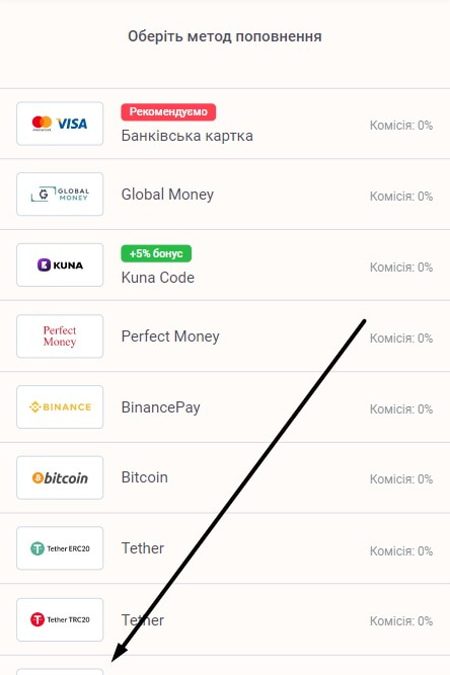 Оберіть метод поповнення
mastercard VISA
Рекомендуємо
Банківська картка
Комісія: 0%
GLOBAL
MONEY
Global Money
Комісія: 0%
KUNA
+5% бонус
Kuna Code
Комісія: 0%
Perfect
Money
Perfect Money
Комісія: 0%
BINANCE
BinancePay
Комісія: 0%
bitcoin
Bitcoin
Комісія: 0%
Tether ERC20
Tether
Комісія: 0%
Tether TRC20
Tether
Комісія: 0%